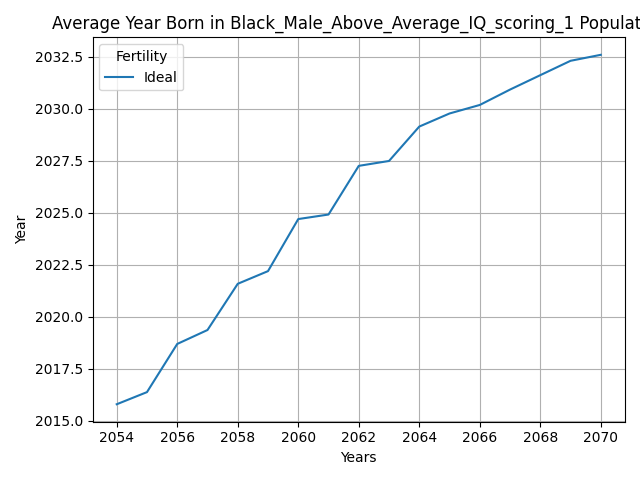 Average Year Born in Black_Male_Above_Average_IQ_scoring_1 Populat
Fertility
Ideal
2032.5
2030.0
2027.5
2025.0
2022.5
2020.0
2017.5
2015.0
Year
2054 2056 2058 2060 2062 2064 2066 2068 2070
Years